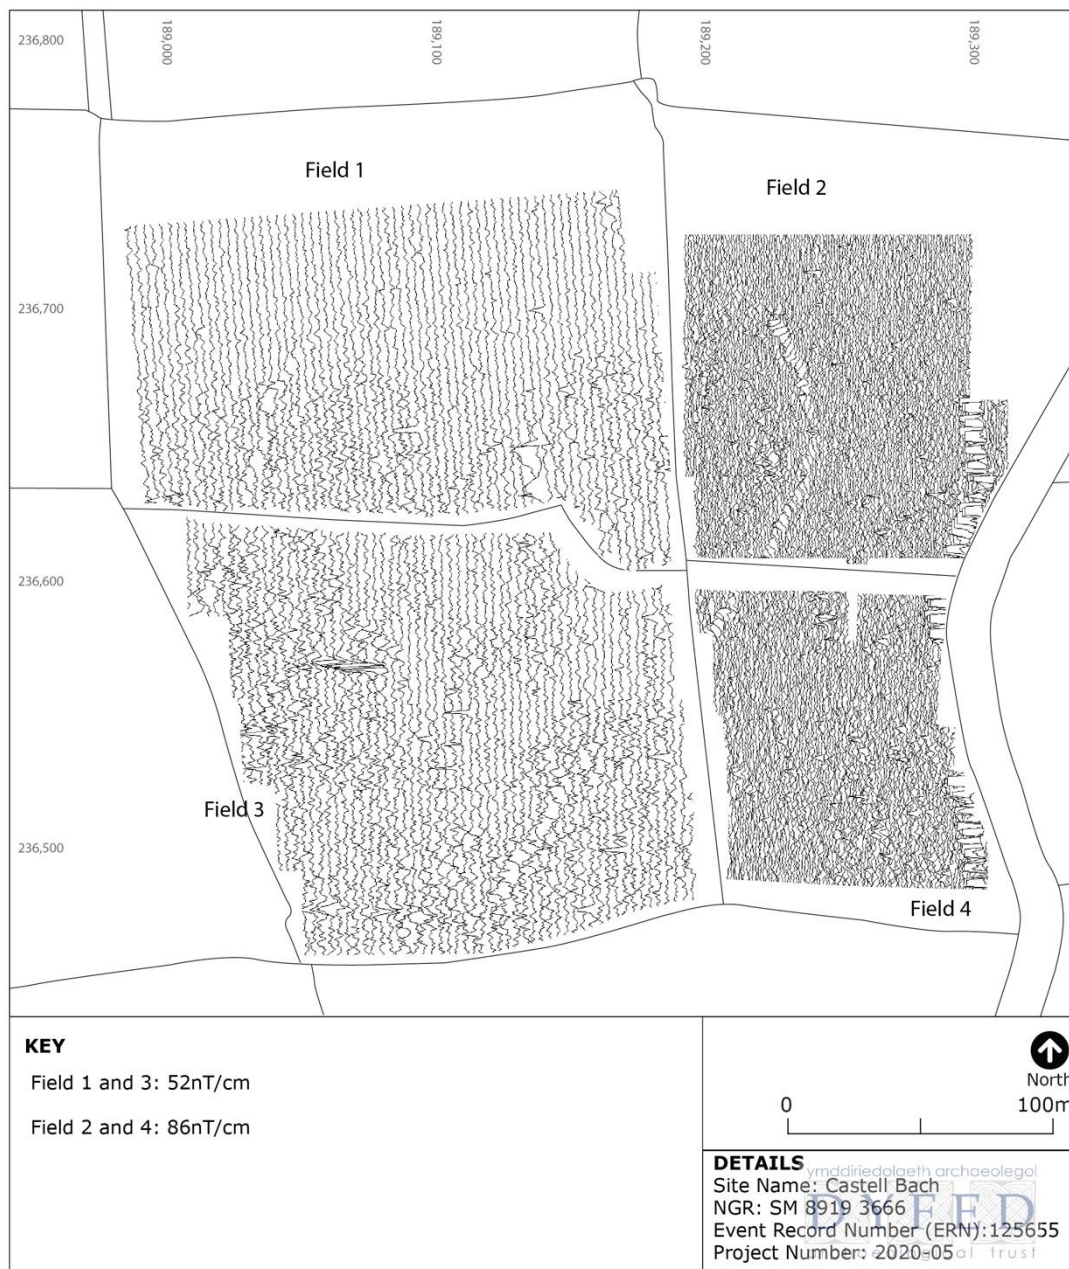 189,000
189,100
189,200
189,300
236,800
Field 1
Field 2
236,700
236,600
Field 3
236,500
Field 4
KEY
Field 1 and 3: 52nT/cm
Field 2 and 4: 86nT/cm
North
0 100m
DETAILS
ymddiriedolaeth archaeolegol
Site Name: Castell Bach
DYFED
NGR: SM 8919 3666
Event Record Number (ERN):125655
Project Number: 2020-05
trust